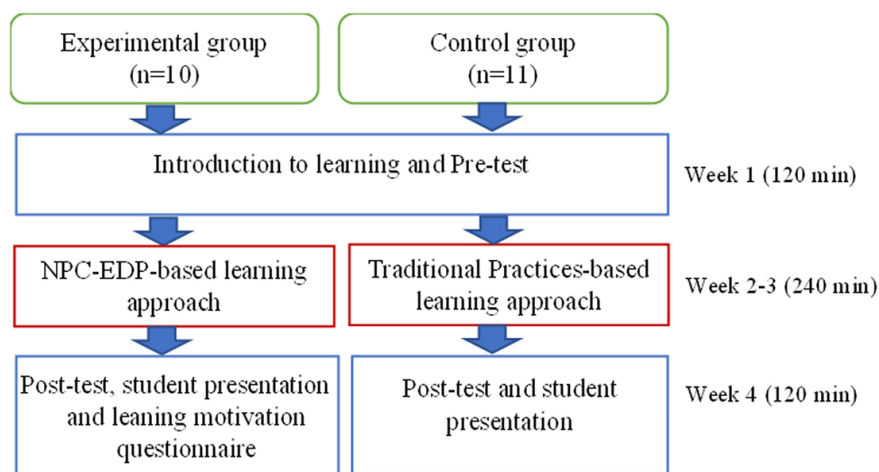 Experimental group
(n=10)
Control group
(n=11)
Introduction to learning and Pre-test
Week 1 (120 min)
NPC-EDP-based learning
approach
Traditional Practices-based
learning approach
Week 2-3 (240 min)
Post-test, student presentation
and leaning motivation
questionnaire
Post-test and student
presentation
Week 4 (120 min)